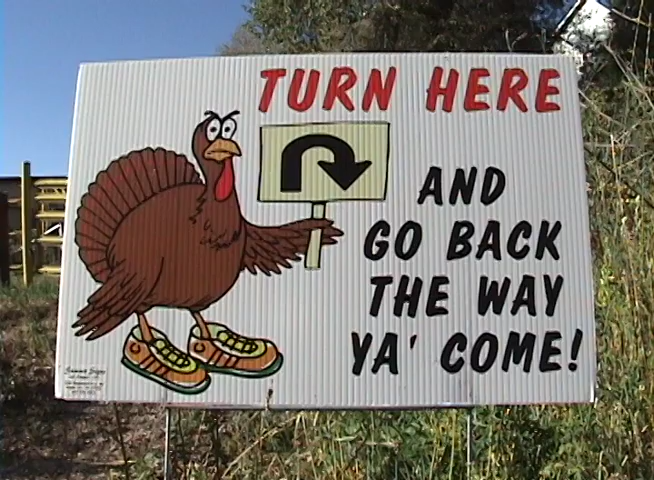 TURN HERE
AND
GO BACK
THE WAY
YA' COME!